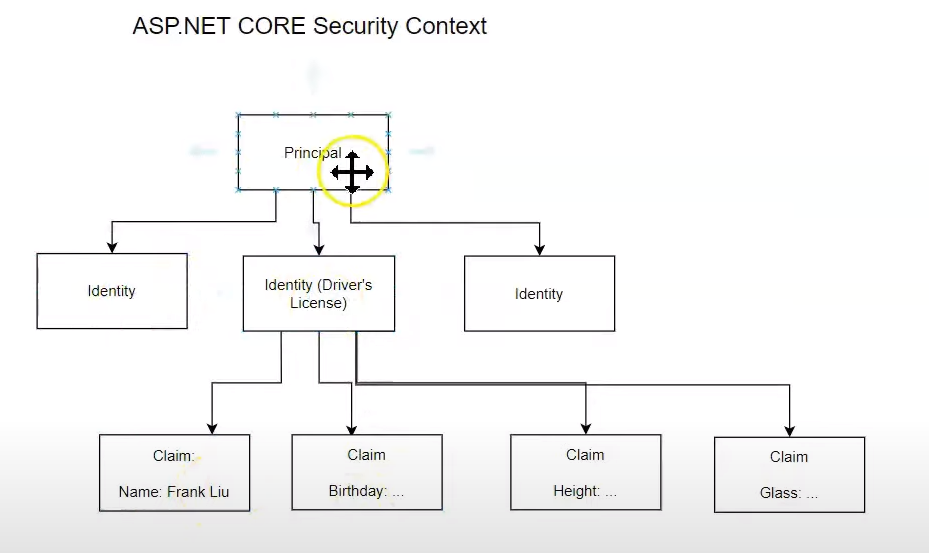 ASP.NET CORE Security Context
Principal
Identity
Identity (Driver's
License)
Identity
Claim:
Name: Frank Liu
Claim
Birthday: ...
Claim
Height: ...
Claim
Glass: ...